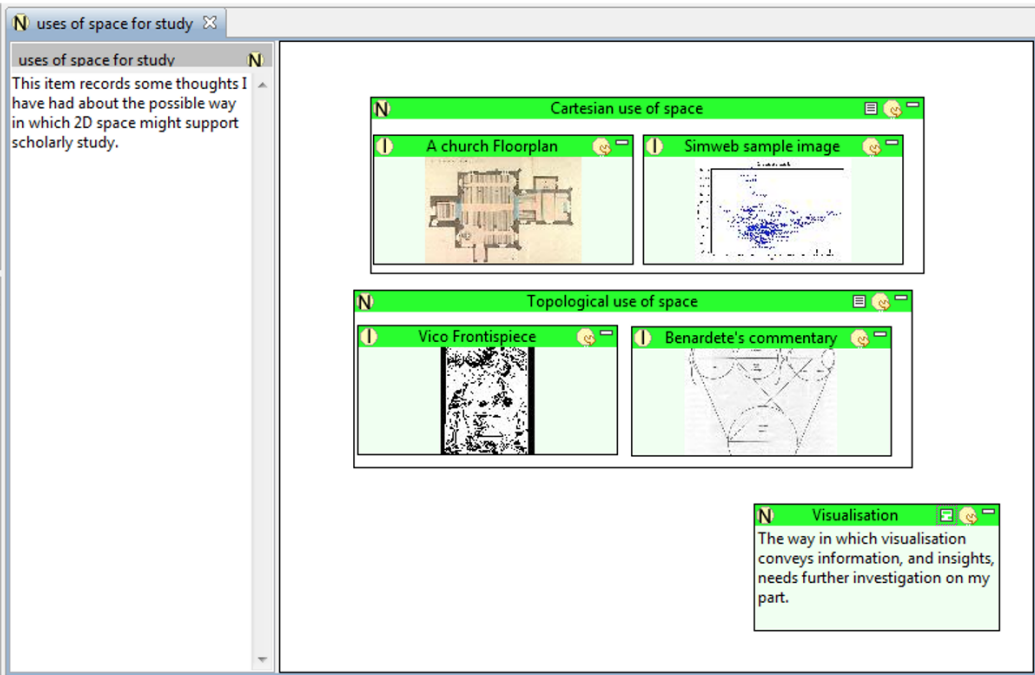 N uses of space for study
uses of space for study N
This item records some thoughts I
have had about the possible way
in which 2D space might support
scholarly study.
N Cartesian use of space
I A church Floorplan
I Simweb sample image
N Topological use of space
I Vico Frontispiece
I Benardete's commentary
N Visualisation
The way in which visualisation
conveys information, and insights,
needs further investigation on my
part.